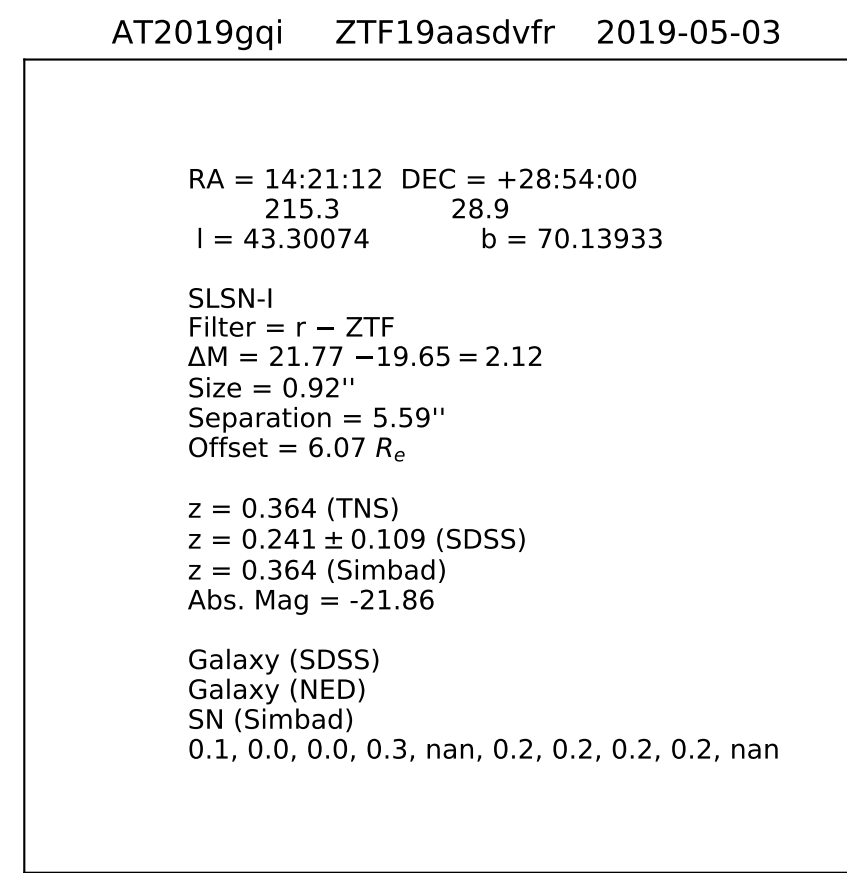 AT2019gqi ZTF19aasdvfr 2019-05-03
RA = 14:21:12 DEC = +28:54:00
215.3 28.9
l = 43.30074 b = 70.13933
SLSN-I
Filter = r − ZTF
ΔM = 21.77 −19.65 = 2.12
Size = 0.92''
Separation = 5.59''
Offset = 6.07 Rₑ
z = 0.364 (TNS)
z = 0.241 ± 0.109 (SDSS)
z = 0.364 (Simbad)
Abs. Mag = -21.86
Galaxy (SDSS)
Galaxy (NED)
SN (Simbad)
0.1, 0.0, 0.0, 0.3, nan, 0.2, 0.2, 0.2, 0.2, nan